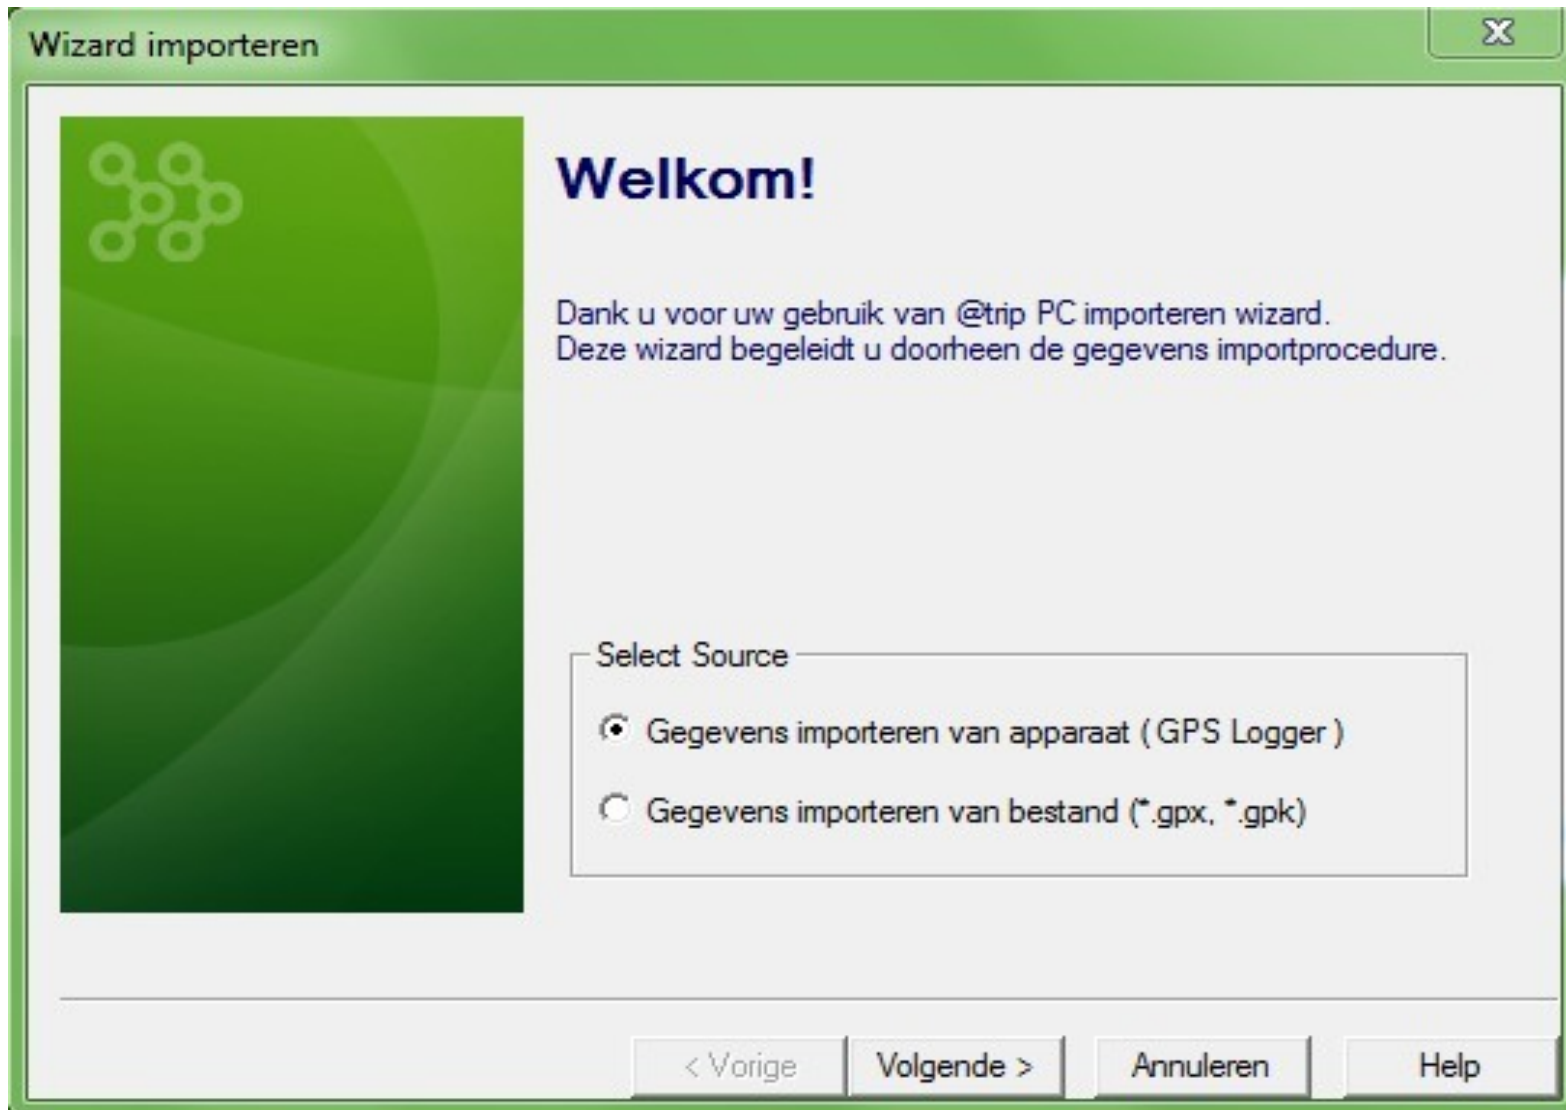 Wizard importeren
Welkom!
Dank u voor uw gebruik van @trip PC importeren wizard.
Deze wizard begeleidt u doorheen de gegevens importprocedure.
Select Source
Gegevens importeren van apparaat ( GPS Logger )
Gegevens importeren van bestand (*.gpx, *.gpk)
< Vorige
Volgende >
Annuleren
Help